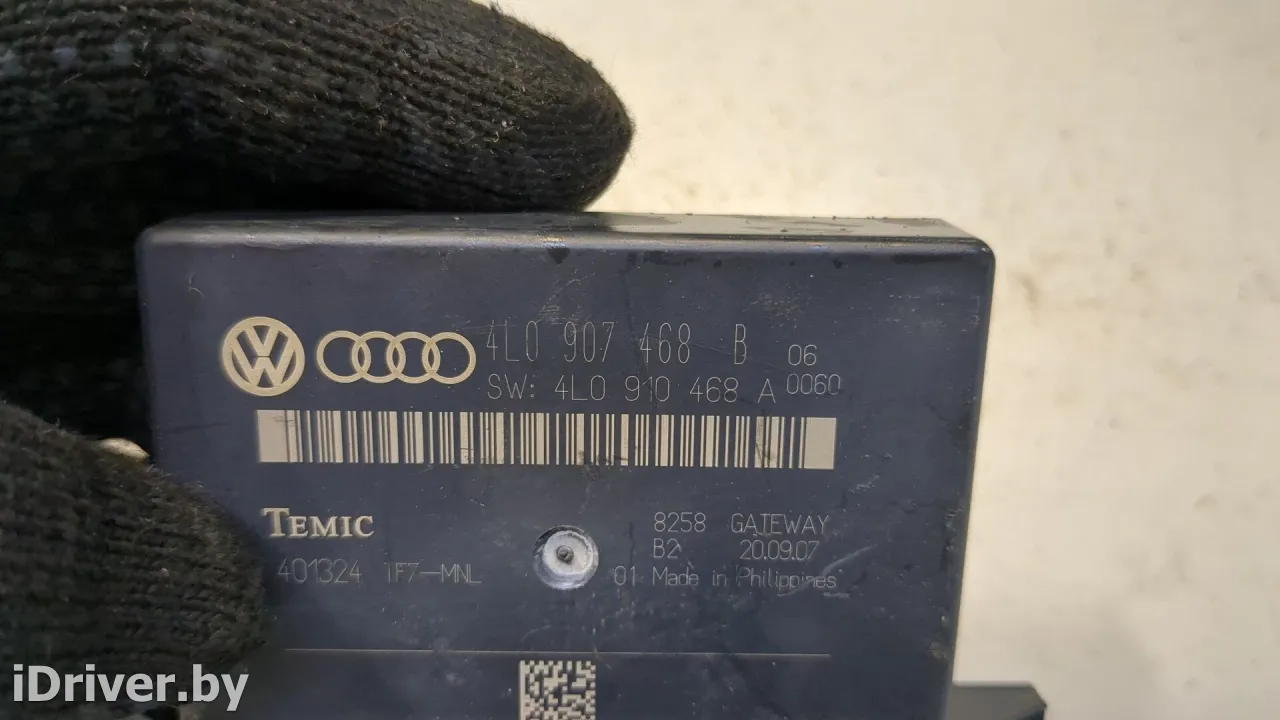 4L0 907 468 B 06
SW: 4L0 910 468 A 0060
TEMIC
8258 GATEWAY
B2 20.09.07
401324 1F7-MNL 01 Made in Philippines
iDriver.by